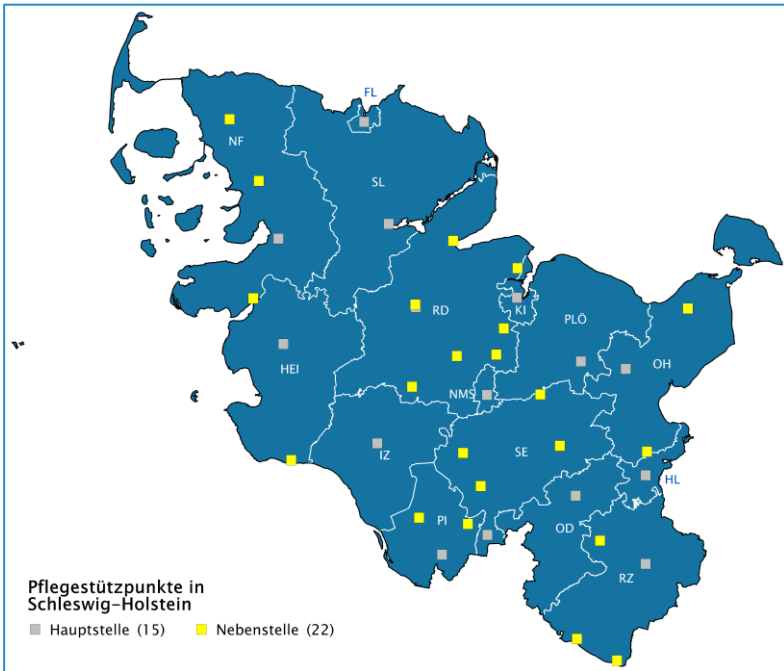 FL
NF
SL
RD
KI
PLÖ
OH
HEI
NMS
IZ
SE
HL
PI
OD
RZ
Pflegestützpunkte in
Schleswig-Holstein
Hauptstelle (15) Nebenstelle (22)